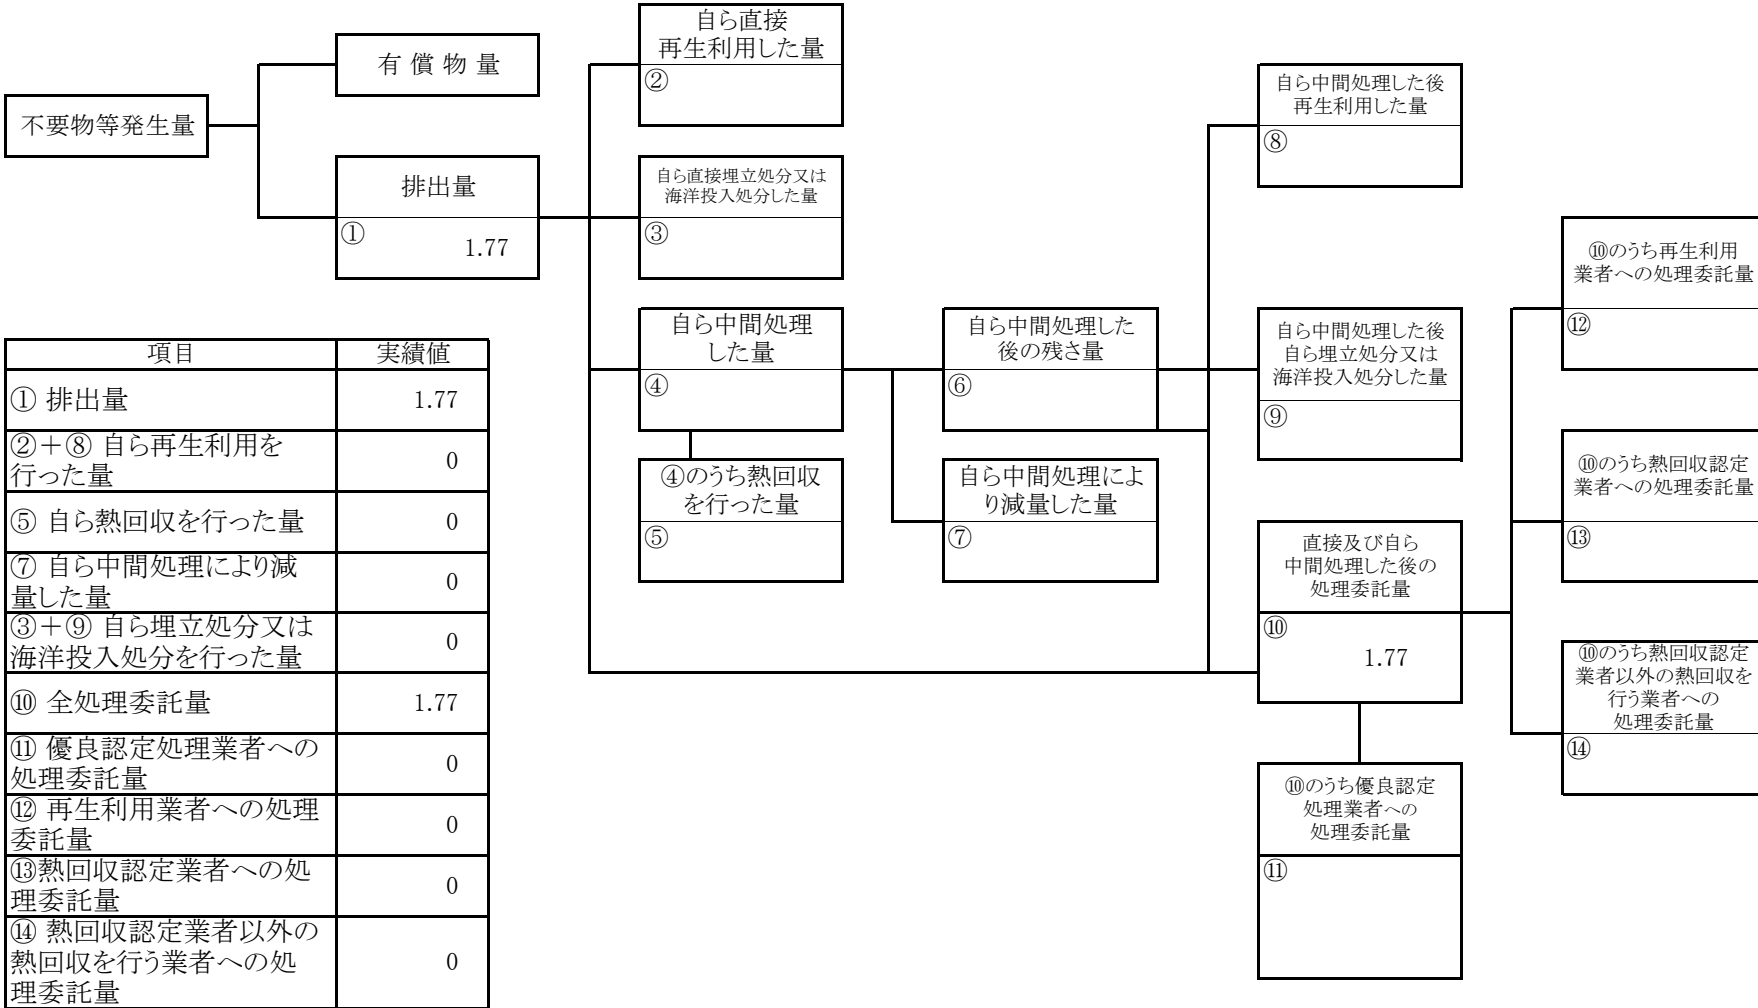 不要物等発生量
有 償 物 量
排出量
①
1.77
自ら直接
再生利用した量
②
自ら直接埋立処分又は
海洋投入処分した量
③
自ら中間処理
した量
④
④のうち熱回収
を行った量
⑤
自ら中間処理した
後の残さ量
⑥
自ら中間処理によ
り減量した量
⑦
自ら中間処理した後
再生利用した量
⑧
自ら中間処理した後
自ら埋立処分又は
海洋投入処分した量
⑨
直接及び自ら
中間処理した後の
処理委託量
⑩
1.77
⑩のうち優良認定
処理業者への
処理委託量
⑪
⑩のうち再生利用
業者への処理委託量
⑫
⑩のうち熱回収認定
業者への処理委託量
⑬
⑩のうち熱回収認定
業者以外の熱回収を
行う業者への
処理委託量
⑭
項目 実績値
① 排出量 1.77
②＋⑧ 自ら再生利用を
行った量 0
⑤ 自ら熱回収を行った量 0
⑦ 自ら中間処理により減
量した量 0
③＋⑨ 自ら埋立処分又は
海洋投入処分を行った量 0
⑩ 全処理委託量 1.77
⑪ 優良認定処理業者への
処理委託量 0
⑫ 再生利用業者への処理
委託量 0
⑬熱回収認定業者への処
理委託量 0
⑭ 熱回収認定業者以外の
熱回収を行う業者への処
理委託量 0